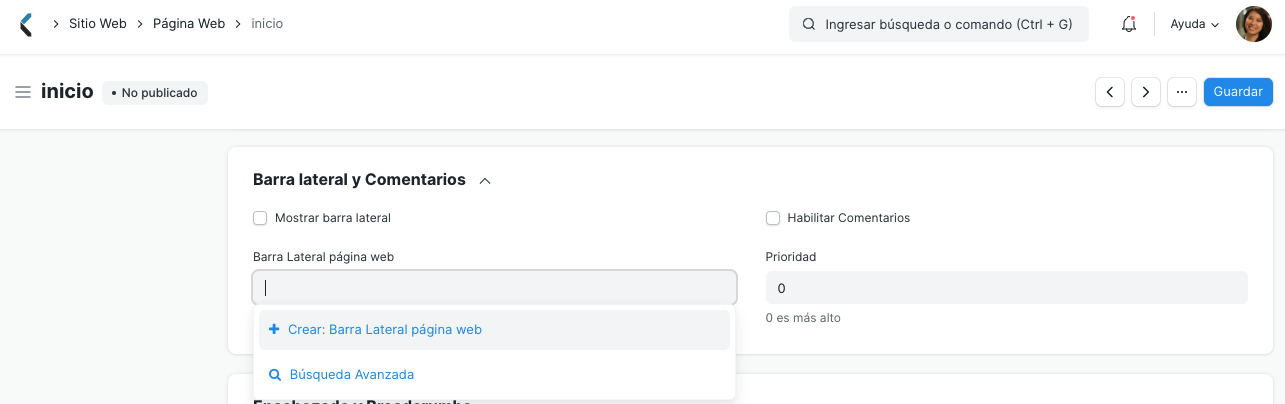 Sitio Web Página Web inicio
Ingresar búsqueda o comando (Ctrl + G)
Ayuda
inicio
No publicado
Guardar
Barra lateral y Comentarios
Mostrar barra lateral
Habilitar Comentarios
Barra Lateral página web
Prioridad
0
0 es más alto
Crear: Barra Lateral página web
Búsqueda Avanzada